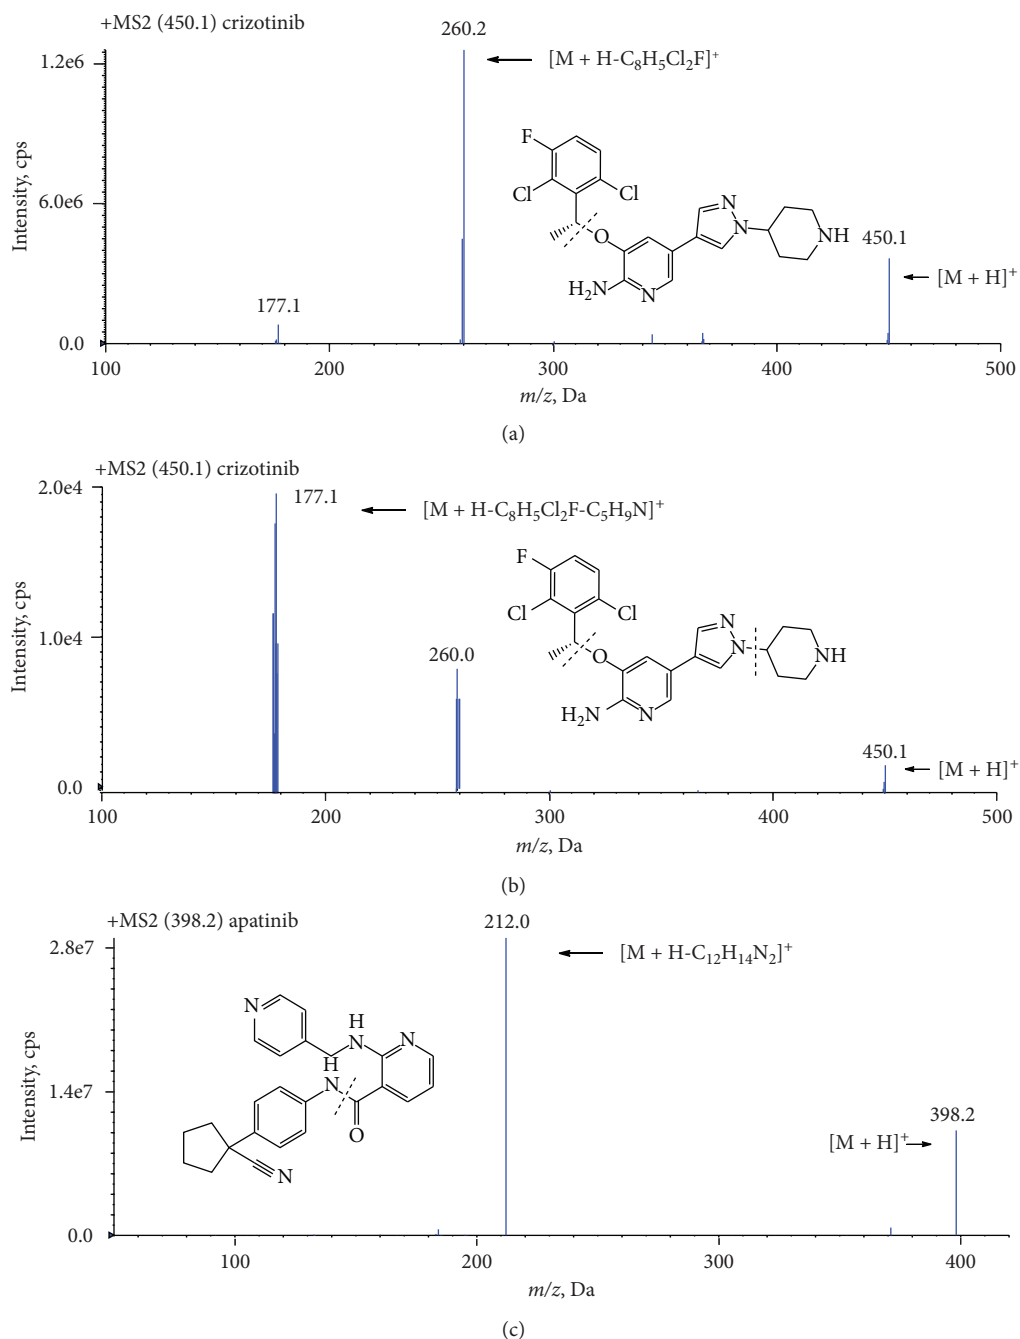 +MS2 (450.1) crizotinib
260.2
[M + H-C₈H₅Cl₂F]⁺
1.2e6
6.0e6
0.0
Intensity, cps
F
Cl
Cl
O
H₂N
N
N
N
NH
177.1
450.1
[M + H]⁺
100
200
300
400
500
m/z, Da
(a)
+MS2 (450.1) crizotinib
2.0e4
1.0e4
0.0
Intensity, cps
177.1
[M + H-C₈H₅Cl₂F-C₅H₉N]⁺
F
Cl
Cl
O
H₂N
N
N
N
NH
260.0
450.1
[M + H]⁺
100
200
300
400
500
m/z, Da
(b)
+MS2 (398.2) apatinib
212.0
2.8e7
1.4e7
0.0
Intensity, cps
[M + H-C₁₂H₁₄N₂]⁺
N
H
N
N
H
N
O
N
398.2
[M + H]⁺
100
200
300
400
m/z, Da
(c)